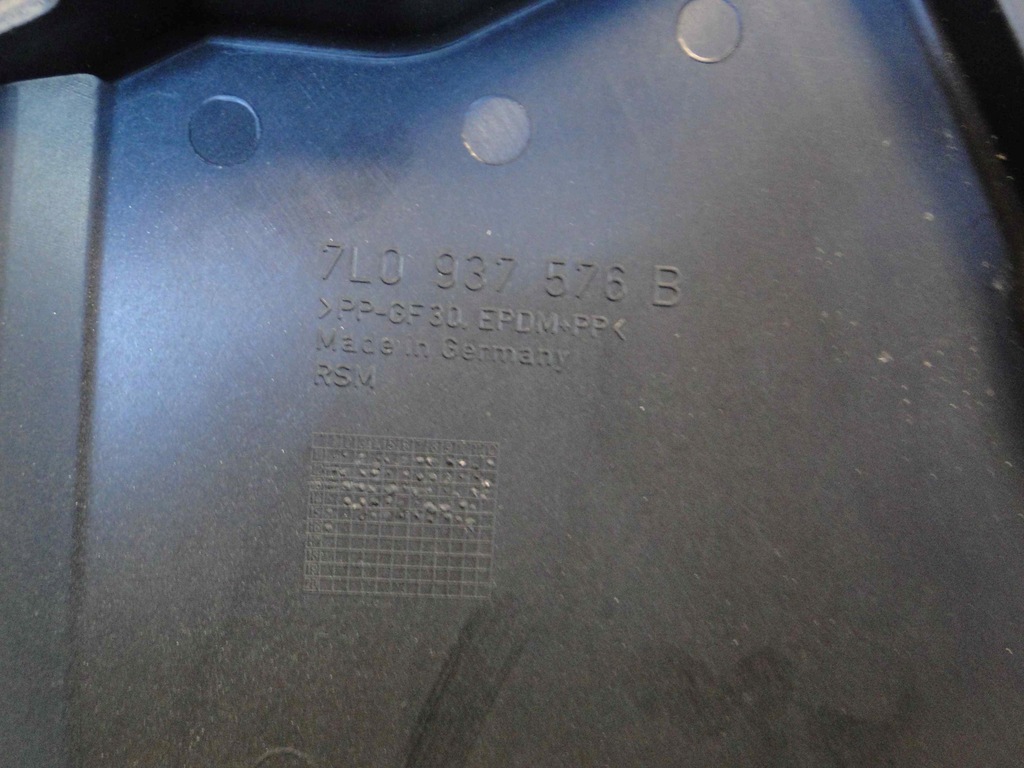 7L0 937 576 B
>PP-GF30, EPDM+PP<
Made in Germany
RSM